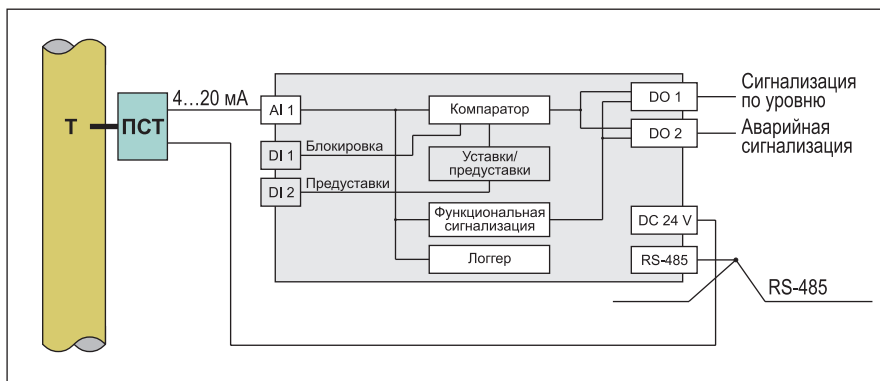 Т
ПСТ
4...20 мА
AI 1
DI 1
Блокировка
DI 2
Предуставки
Компаратор
Уставки/
предуставки
Функциональная
сигнализация
Логгер
DO 1
DO 2
DC 24 V
RS-485
Сигнализация
по уровню
Аварийная
сигнализация
RS-485